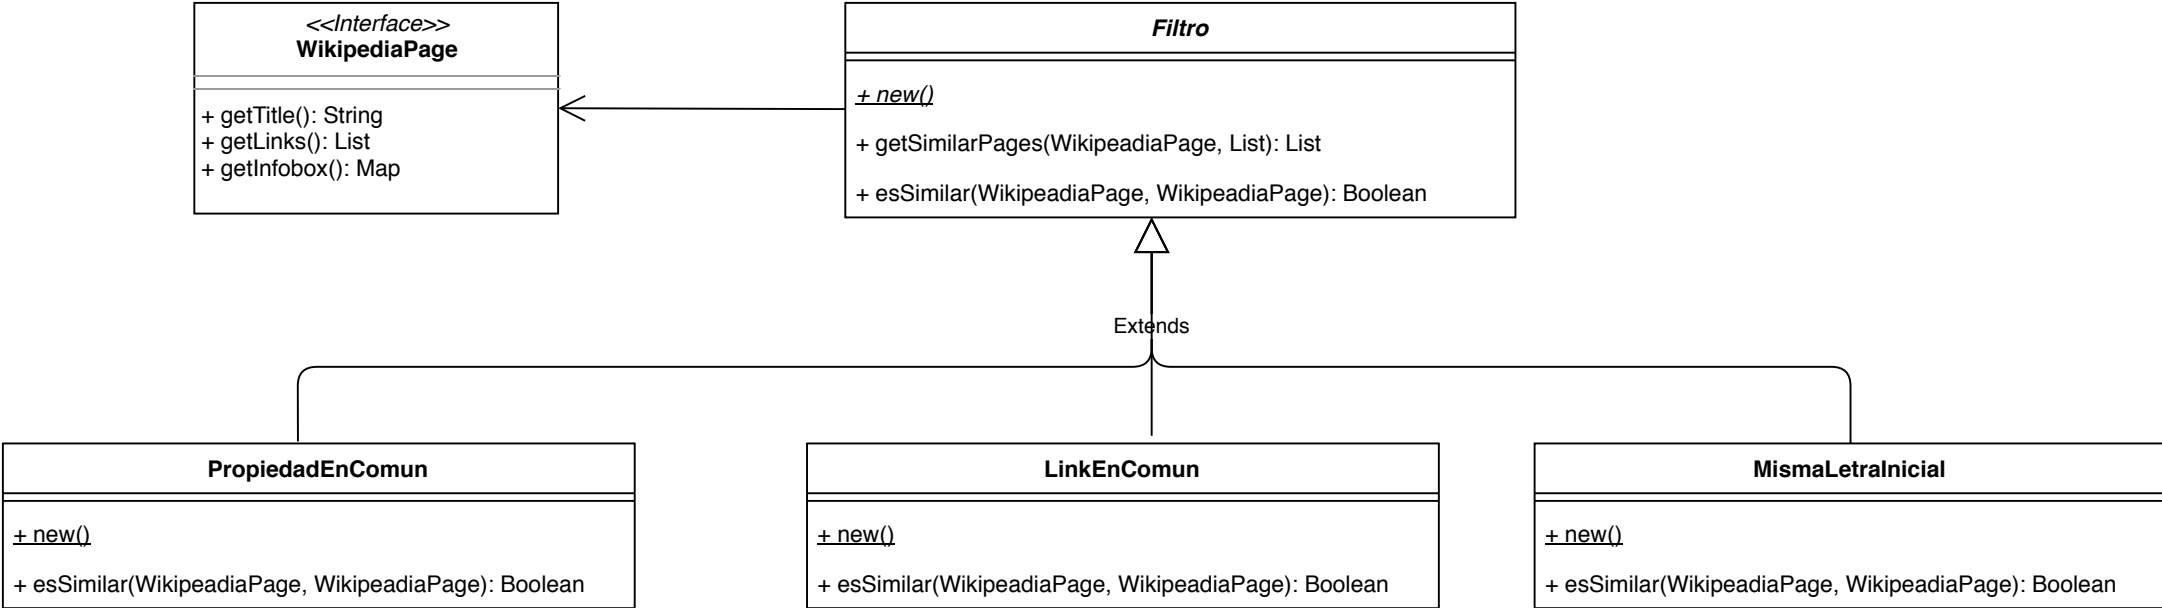 <<Interface>>
WikipediaPage
+ getTitle(): String
+ getLinks(): List
+ getInfobox(): Map
Filtro
+ new()
+ getSimilarPages(WikipeadiaPage, List): List
+ esSimilar(WikipeadiaPage, WikipeadiaPage): Boolean
Extends
PropiedadEnComun
+ new()
+ esSimilar(WikipeadiaPage, WikipeadiaPage): Boolean
LinkEnComun
+ new()
+ esSimilar(WikipeadiaPage, WikipeadiaPage): Boolean
MismaLetraInicial
+ new()
+ esSimilar(WikipeadiaPage, WikipeadiaPage): Boolean